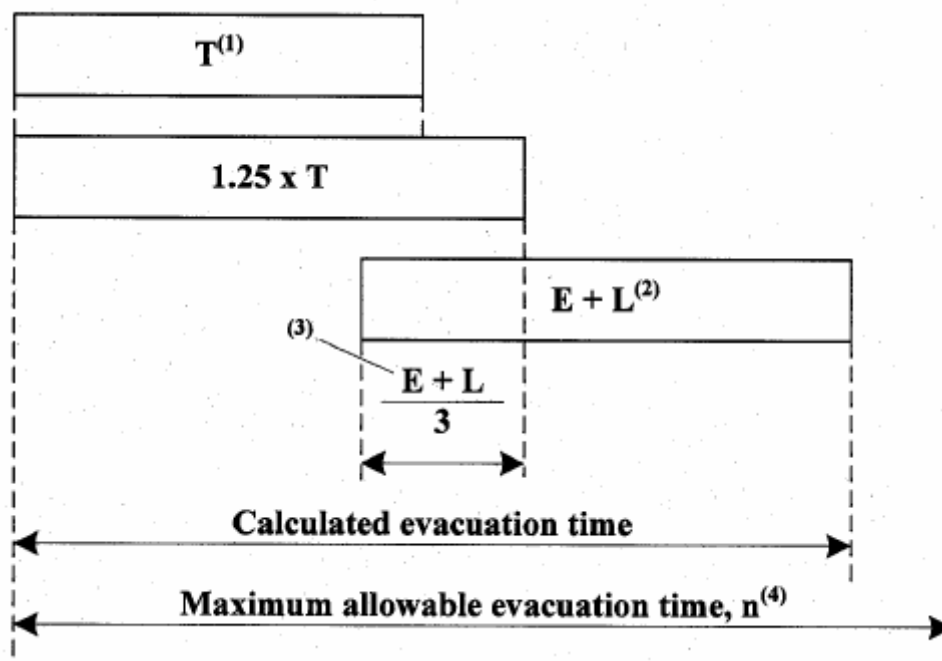 T(1)
1.25 x T
E + L(2)
(3)
E + L
3
Calculated evacuation time
Maximum allowable evacuation time, n(4)